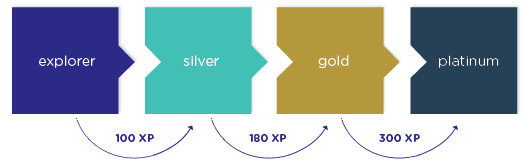 explorer
silver
gold
platinum
100 XP
180 XP
300 XP